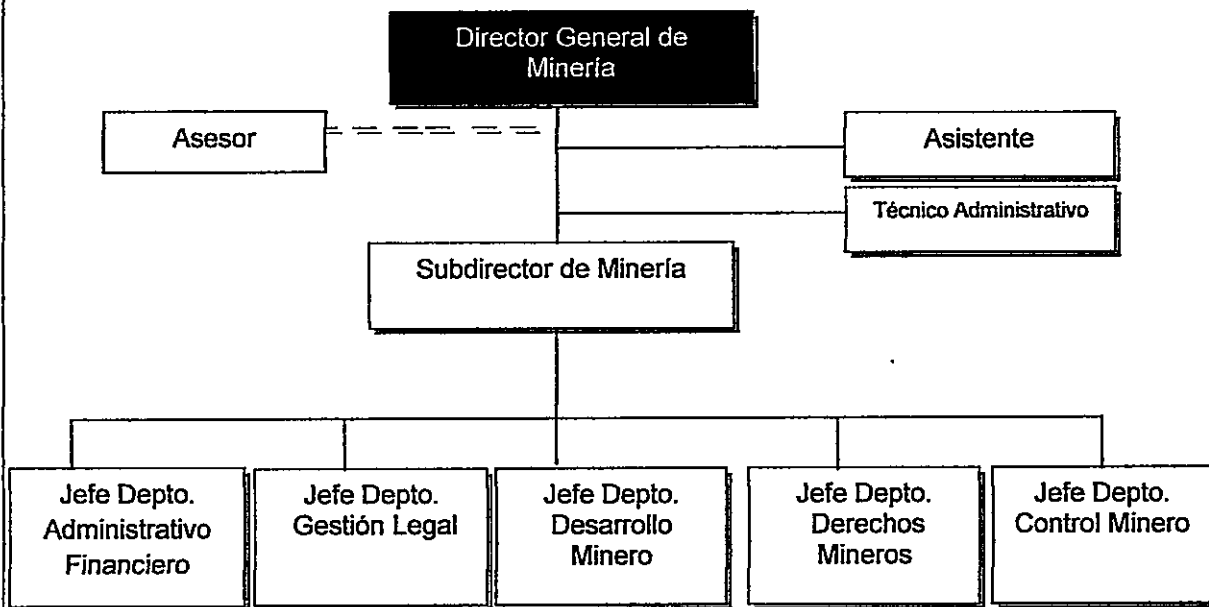 Director General de
Minería
Asesor
Asistente
Técnico Administrativo
Subdirector de Minería
Jefe Depto.
Administrativo
Financiero
Jefe Depto.
Gestión Legal
Jefe Depto.
Desarrollo
Minero
Jefe Depto.
Derechos
Mineros
Jefe Depto.
Control Minero